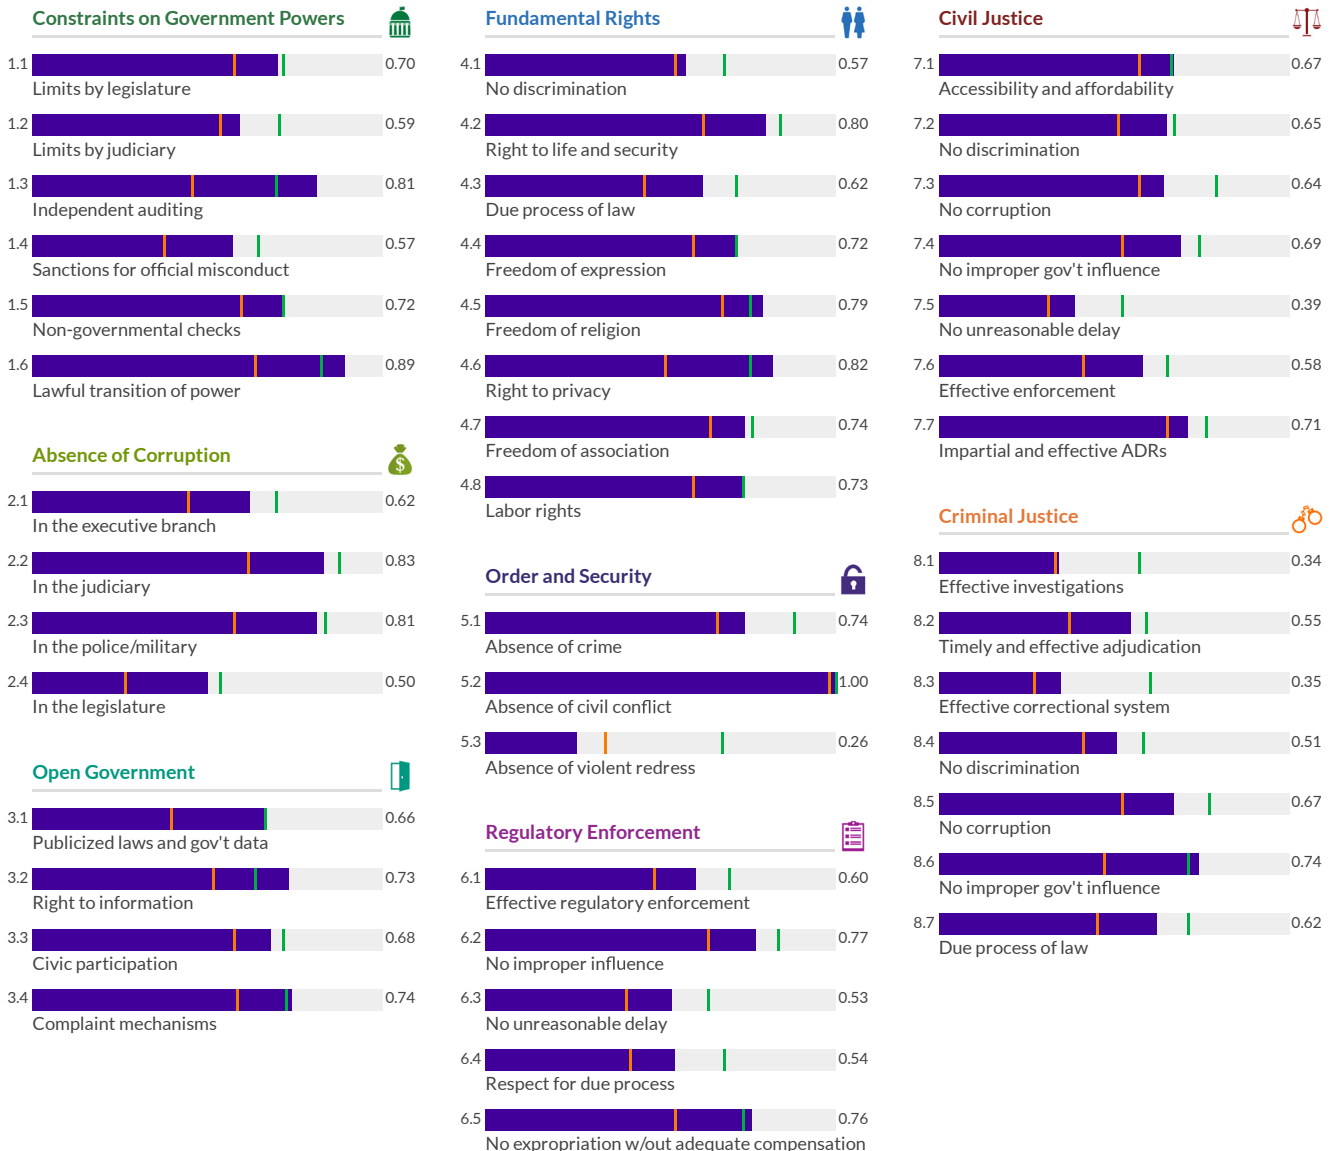 Constraints on Government Powers
1.1 0.70
Limits by legislature
1.2 0.59
Limits by judiciary
1.3 0.81
Independent auditing
1.4 0.57
Sanctions for official misconduct
1.5 0.72
Non-governmental checks
1.6 0.89
Lawful transition of power
Absence of Corruption
$
2.1 0.62
In the executive branch
2.2 0.83
In the judiciary
2.3 0.81
In the police/military
2.4 0.50
In the legislature
Open Government
3.1 0.66
Publicized laws and gov't data
3.2 0.73
Right to information
3.3 0.68
Civic participation
3.4 0.74
Complaint mechanisms
Fundamental Rights
4.1 0.57
No discrimination
4.2 0.80
Right to life and security
4.3 0.62
Due process of law
4.4 0.72
Freedom of expression
4.5 0.79
Freedom of religion
4.6 0.82
Right to privacy
4.7 0.74
Freedom of association
4.8 0.73
Labor rights
Order and Security
5.1 0.74
Absence of crime
5.2 1.00
Absence of civil conflict
5.3 0.26
Absence of violent redress
Regulatory Enforcement
6.1 0.60
Effective regulatory enforcement
6.2 0.77
No improper influence
6.3 0.53
No unreasonable delay
6.4 0.54
Respect for due process
6.5 0.76
No expropriation w/out adequate compensation
Civil Justice
7.1 0.67
Accessibility and affordability
7.2 0.65
No discrimination
7.3 0.64
No corruption
7.4 0.69
No improper gov't influence
7.5 0.39
No unreasonable delay
7.6 0.58
Effective enforcement
7.7 0.71
Impartial and effective ADRs
Criminal Justice
8.1 0.34
Effective investigations
8.2 0.55
Timely and effective adjudication
8.3 0.35
Effective correctional system
8.4 0.51
No discrimination
8.5 0.67
No corruption
8.6 0.74
No improper gov't influence
8.7 0.62
Due process of law